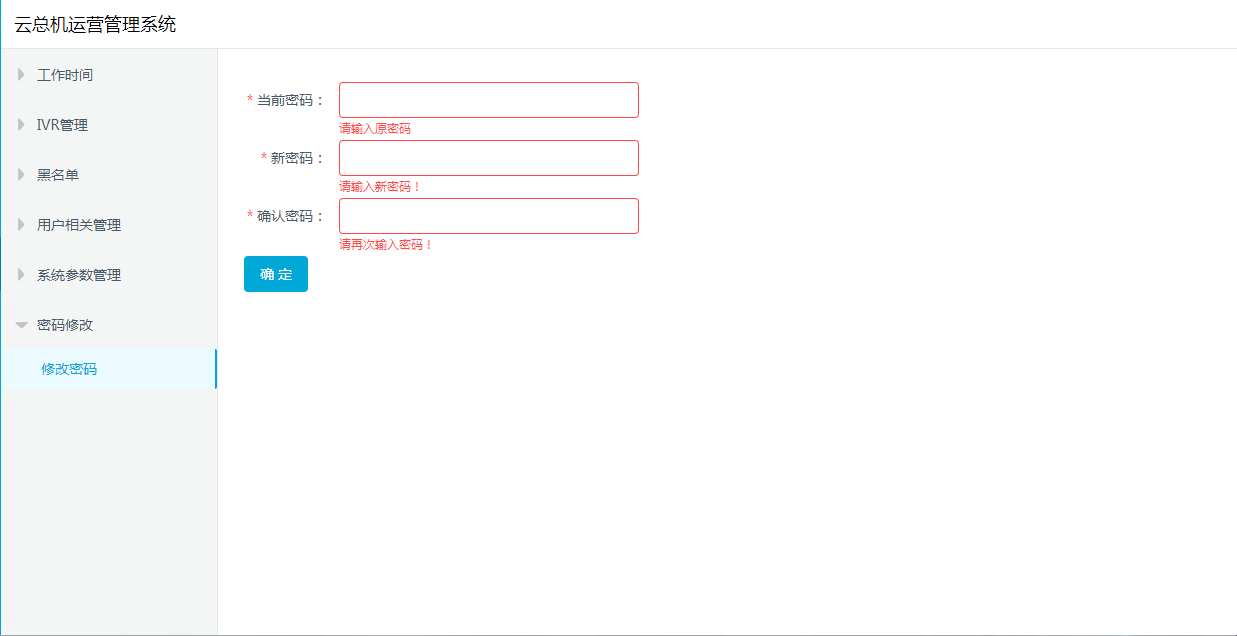 云总机运营管理系统
工作时间
IVR管理
黑名单
用户相关管理
系统参数管理
密码修改
修改密码
* 当前密码：
请输入原密码
* 新密码：
请输入新密码！
* 确认密码：
请再次输入密码！
确 定